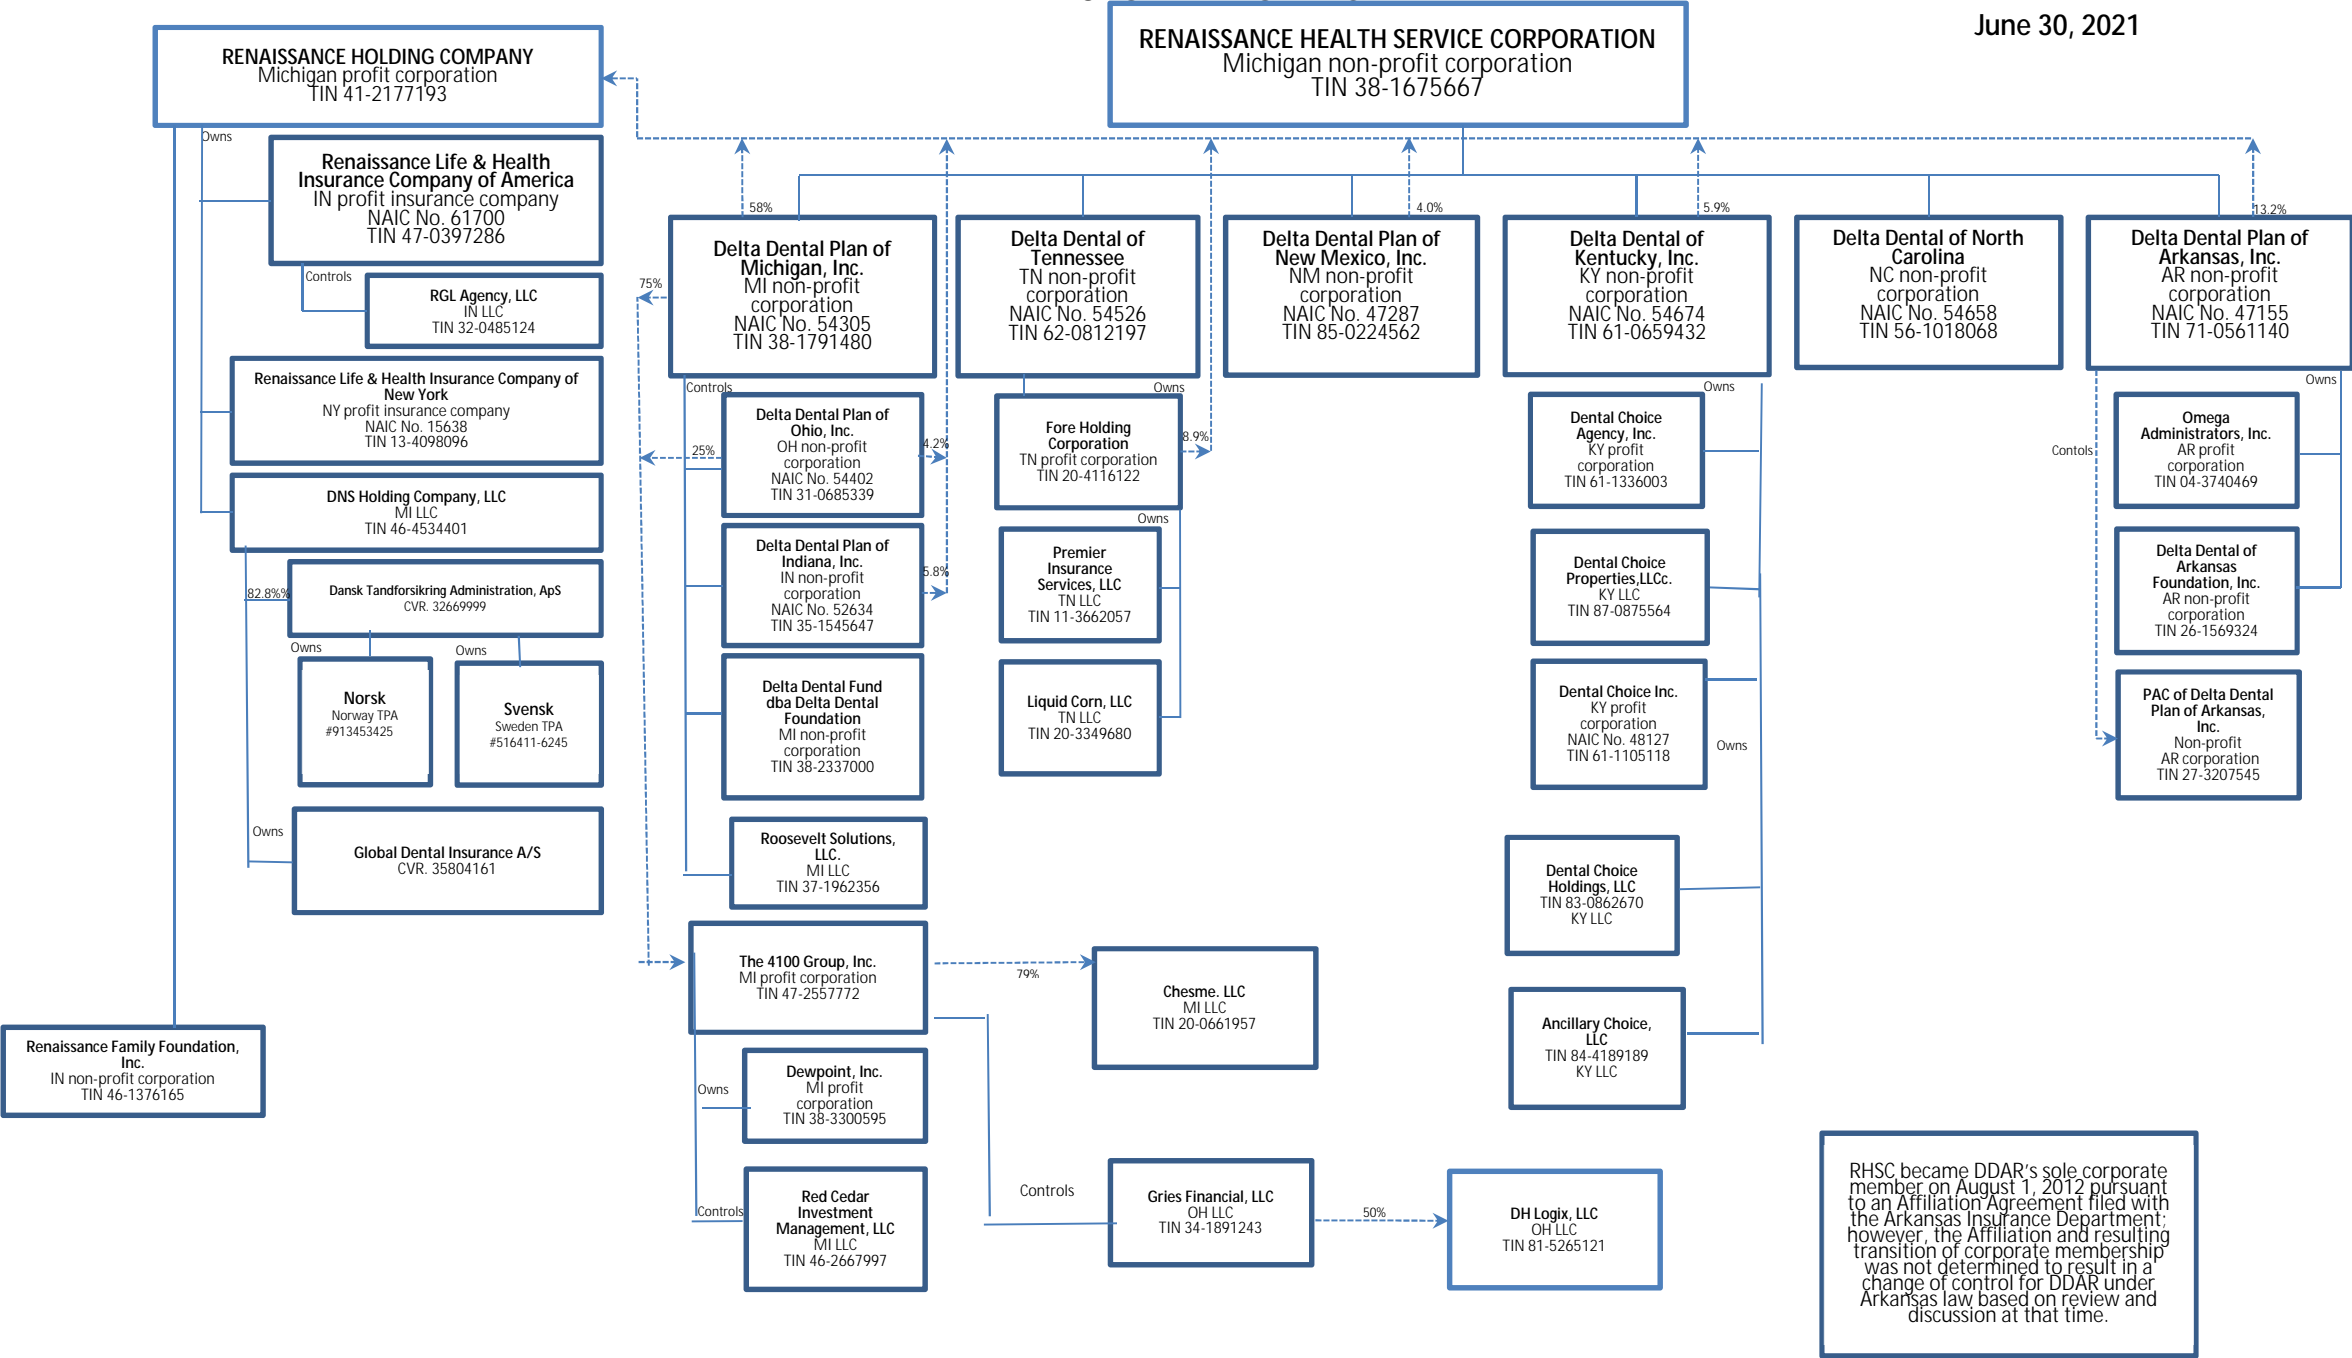 June 30, 2021
RENAISSANCE HOLDING COMPANY
Michigan profit corporation
TIN 41-2177193
RENAISSANCE HEALTH SERVICE CORPORATION
Michigan non-profit corporation
TIN 38-1675667
Owns
Renaissance Life & Health
Insurance Company of America
IN profit insurance company
NAIC No. 61700
TIN 47-0397286
Controls
RGL Agency, LLC
IN LLC
TIN 32-0485124
Renaissance Life & Health Insurance Company of
New York
NY profit insurance company
NAIC No. 15638
TIN 13-4098096
DNS Holding Company, LLC
MI LLC
TIN 46-4534401
82.8%%
Dansk Tandforsikring Administration, ApS
CVR. 32669999
Owns
Owns
Norsk
Norway TPA
#913453425
Svensk
Sweden TPA
#516411-6245
Owns
Global Dental Insurance A/S
CVR. 35804161
Renaissance Family Foundation,
Inc.
IN non-profit corporation
TIN 46-1376165
58%
75%
Delta Dental Plan of
Michigan, Inc.
MI non-profit
corporation
NAIC No. 54305
TIN 38-1791480
Controls
Delta Dental Plan of
Ohio, Inc.
OH non-profit
corporation
NAIC No. 54402
TIN 31-0685339
25%
4.2%
Delta Dental Plan of
Indiana, Inc.
IN non-profit
corporation
NAIC No. 52634
TIN 35-1545647
5.8%
Delta Dental Fund
dba Delta Dental
Foundation
MI non-profit
corporation
TIN 38-2337000
Roosevelt Solutions,
LLC.
MI LLC
TIN 37-1962356
The 4100 Group, Inc.
MI profit corporation
TIN 47-2557772
79%
Chesme. LLC
MI LLC
TIN 20-0661957
Owns
Dewpoint, Inc.
MI profit
corporation
TIN 38-3300595
Controls
Red Cedar
Investment
Management, LLC
MI LLC
TIN 46-2667997
Controls
Gries Financial, LLC
OH LLC
TIN 34-1891243
50%
DH Logix, LLC
OH LLC
TIN 81-5265121
Delta Dental of
Tennessee
TN non-profit
corporation
NAIC No. 54526
TIN 62-0812197
Owns
Fore Holding
Corporation
TN profit corporation
TIN 20-4116122
8.9%
Owns
Premier
Insurance
Services, LLC
TN LLC
TIN 11-3662057
Liquid Corn, LLC
TN LLC
TIN 20-3349680
4.0%
Delta Dental Plan of
New Mexico, Inc.
NM non-profit
corporation
NAIC No. 47287
TIN 85-0224562
5.9%
Delta Dental of
Kentucky, Inc.
KY non-profit
corporation
NAIC No. 54674
TIN 61-0659432
Owns
Dental Choice
Agency, Inc.
KY profit
corporation
TIN 61-1336003
Dental Choice
Properties,LLCc.
KY LLC
TIN 87-0875564
Dental Choice Inc.
KY profit
corporation
NAIC No. 48127
TIN 61-1105118
Owns
Dental Choice
Holdings, LLC
TIN 83-0862670
KY LLC
Ancillary Choice,
LLC
TIN 84-4189189
KY LLC
Delta Dental of North
Carolina
NC non-profit
corporation
NAIC No. 54658
TIN 56-1018068
13.2%
Delta Dental Plan of
Arkansas, Inc.
AR non-profit
corporation
NAIC No. 47155
TIN 71-0561140
Owns
Contols
Omega
Administrators, Inc.
AR profit
corporation
TIN 04-3740469
Delta Dental of
Arkansas
Foundation, Inc.
AR non-profit
corporation
TIN 26-1569324
PAC of Delta Dental
Plan of Arkansas,
Inc.
Non-profit
AR corporation
TIN 27-3207545
RHSC became DDAR's sole corporate
member on August 1, 2012 pursuant
to an Affiliation Agreement filed with
the Arkansas Insurance Department;
however, the Affiliation and resulting
transition of corporate membership
was not determined to result in a
change of control for DDAR under
Arkansas law based on review and
discussion at that time.